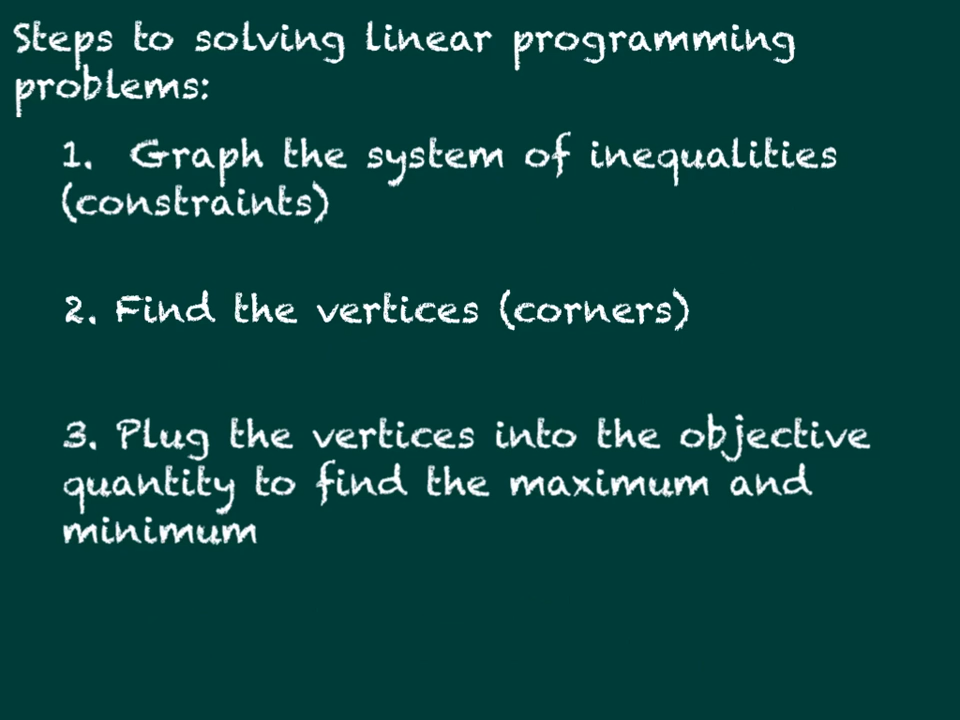 Steps to solving linear programming
problems:
1. Graph the system of inequalities
(constraints)
2. Find the vertices (corners)
3. Plug the vertices into the objective
quantity to find the maximum and
minimum